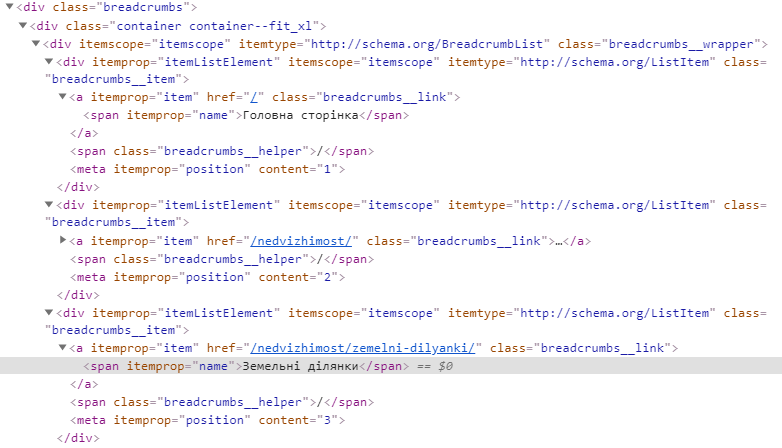 <div class="breadcrumbs">
<div class="container container--fit_xl">
<div itemscope="itemscope" itemtype="http://schema.org/BreadcrumbList" class="breadcrumbs__wrapper">
<div itemprop="itemListElement" itemscope="itemscope" itemtype="http://schema.org/ListItem" class=
"breadcrumbs__item">
<a itemprop="item" href="/" class="breadcrumbs__link">
<span itemprop="name">Головна сторінка</span>
</a>
<span class="breadcrumbs__helper">/</span>
<meta itemprop="position" content="1">
</div>
<div itemprop="itemListElement" itemscope="itemscope" itemtype="http://schema.org/ListItem" class=
"breadcrumbs__item">
<a itemprop="item" href="/nedvizhimost/" class="breadcrumbs__link">…</a>
<span class="breadcrumbs__helper">/</span>
<meta itemprop="position" content="2">
</div>
<div itemprop="itemListElement" itemscope="itemscope" itemtype="http://schema.org/ListItem" class=
"breadcrumbs__item">
<a itemprop="item" href="/nedvizhimost/zemelni-dilyanki/" class="breadcrumbs__link">
<span itemprop="name">Земельні ділянки</span> == $0
</a>
<span class="breadcrumbs__helper">/</span>
<meta itemprop="position" content="3">
</div>